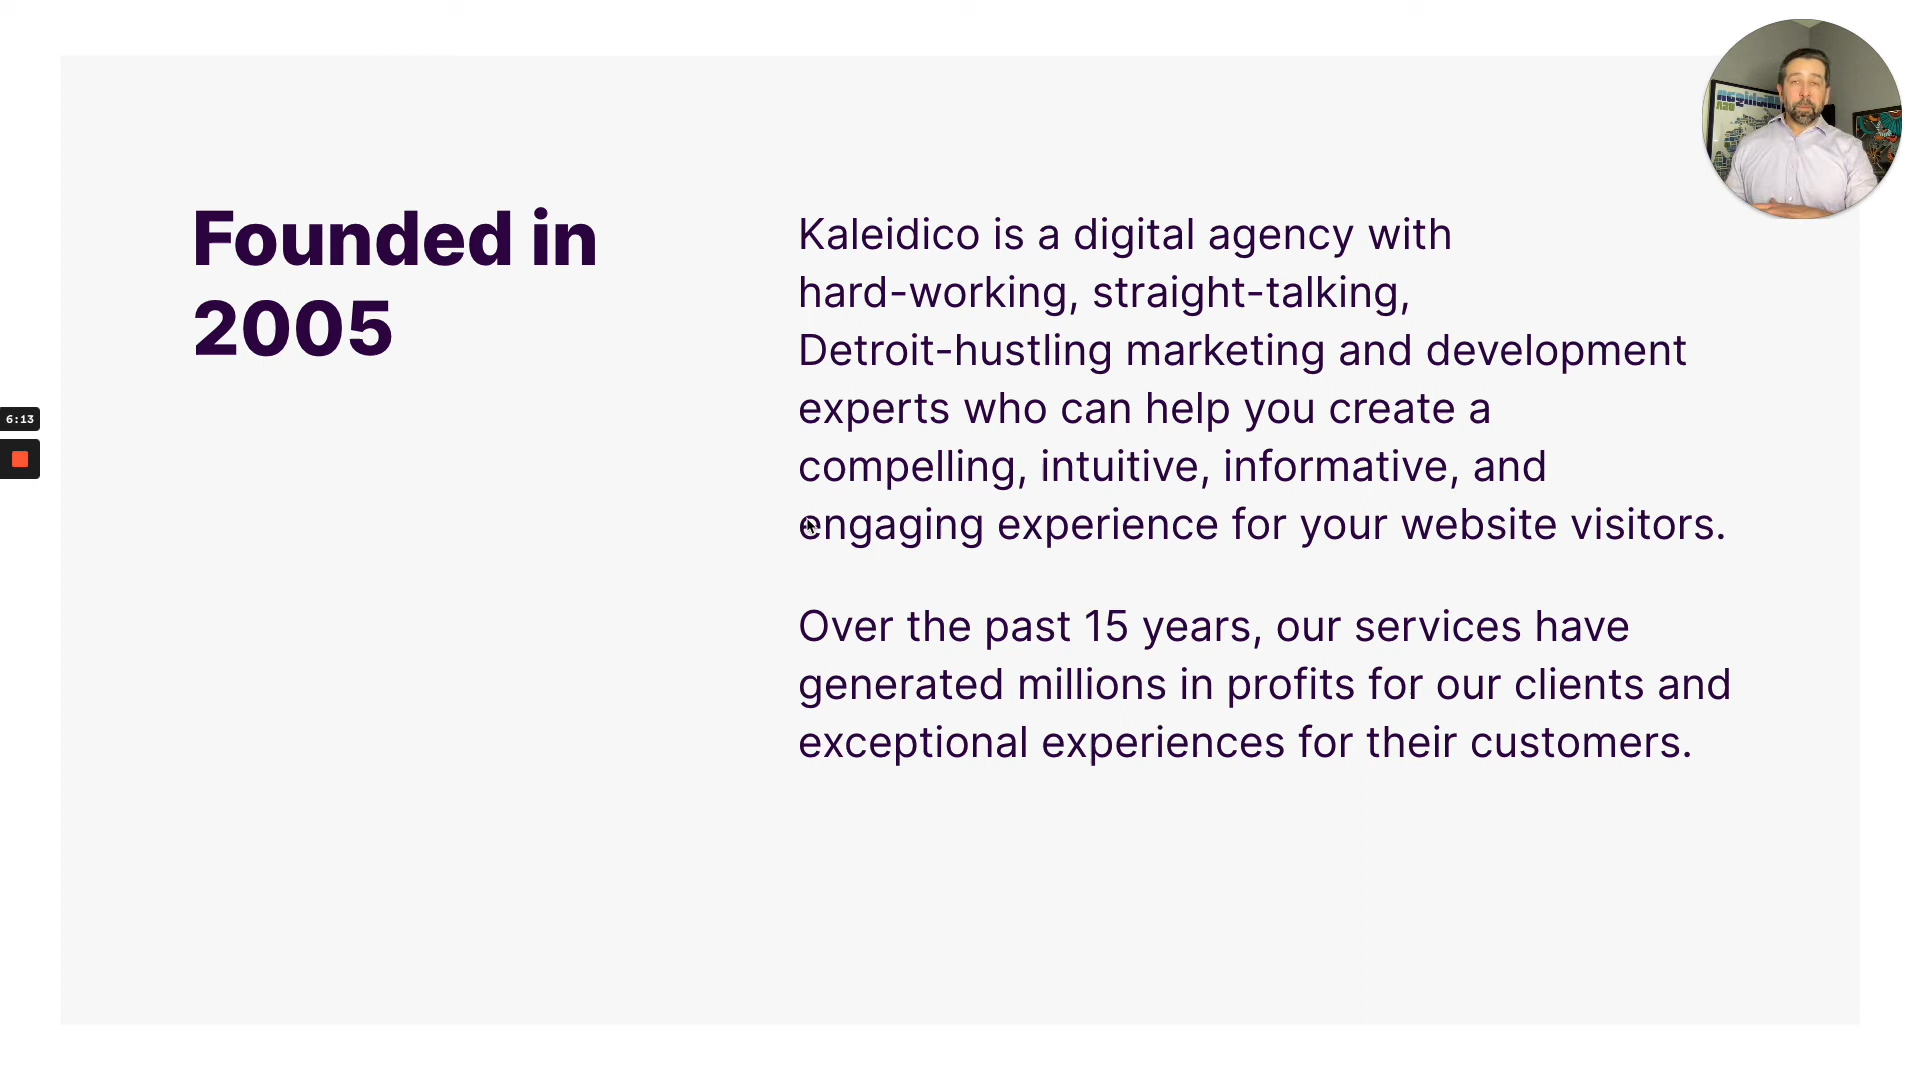 Founded in
2005
Kaleidico is a digital agency with
hard-working, straight-talking,
Detroit-hustling marketing and development
experts who can help you create a
compelling, intuitive, informative, and
engaging experience for your website visitors.
Over the past 15 years, our services have
generated millions in profits for our clients and
exceptional experiences for their customers.
6:13